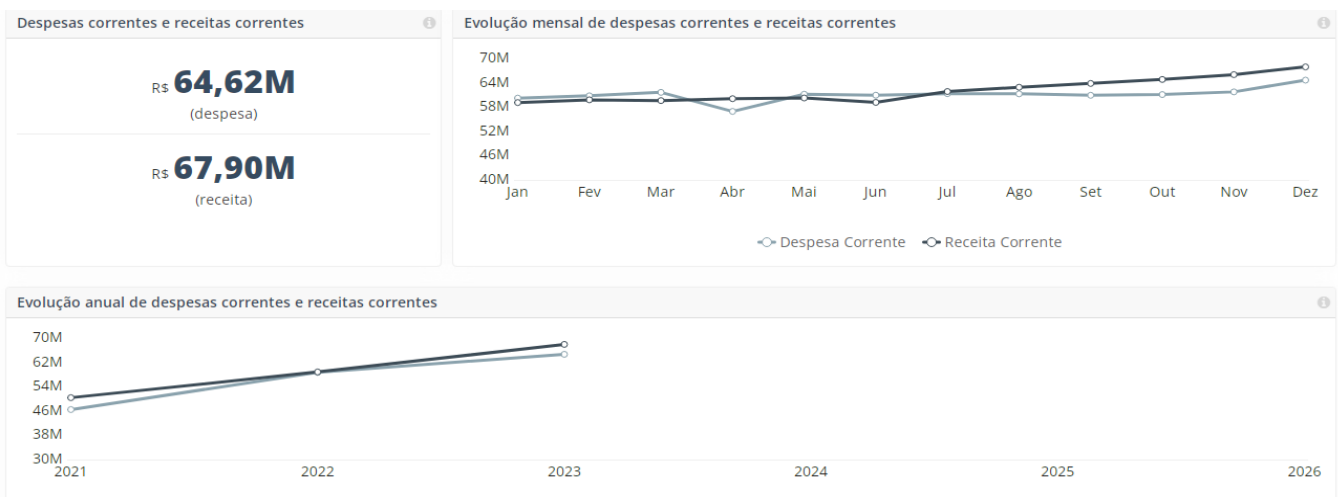 Despesas correntes e receitas correntes
R$ 64,62M
(despesa)
R$ 67,90M
(receita)
Evolução mensal de despesas correntes e receitas correntes
70M
64M
58M
52M
46M
40M
Jan Fev Mar Abr Mai Jun Jul Ago Set Out Nov Dez
Despesa Corrente Receita Corrente
Evolução anual de despesas correntes e receitas correntes
70M
62M
54M
46M
38M
30M
2021 2022 2023 2024 2025 2026